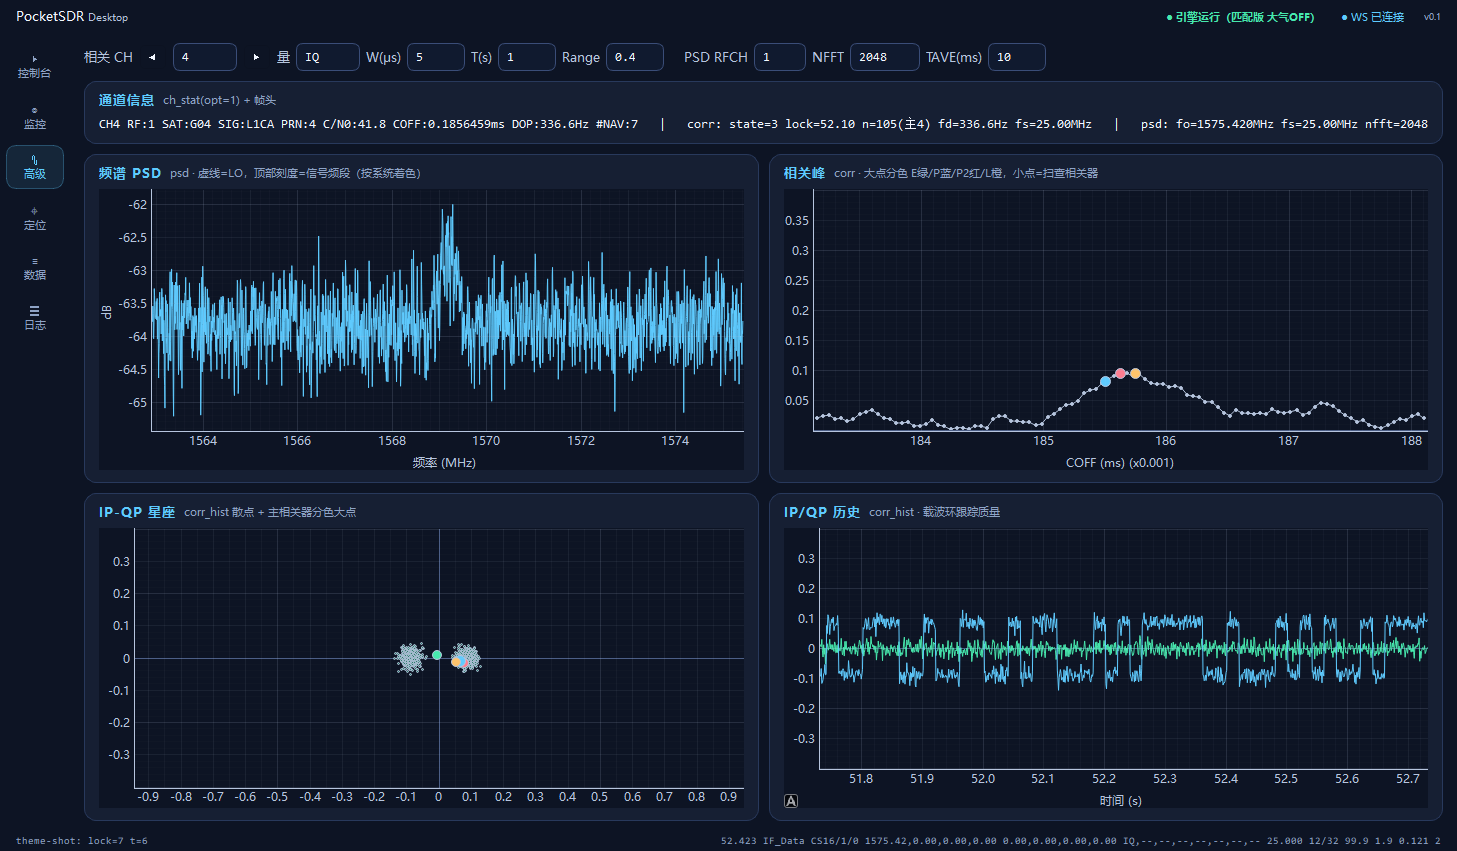 PocketSDR Desktop
● 引擎运行（匹配版 大气OFF） ● WS 已连接 v0.1
控制台
监控
高级
定位
数据
日志
相关 CH ◄ 4 ► 量 IQ W(μs) 5 T(s) 1 Range 0.4 PSD RFCH 1 NFFT 2048 TAVE(ms) 10
通道信息 ch_stat(opt=1) + 帧头
CH4 RF:1 SAT:G04 SIG:L1CA PRN:4 C/N0:41.8 COFF:0.1856459ms DOP:336.6Hz #NAV:7 | corr: state=3 lock=52.10 n=105(主4) fd=336.6Hz fs=25.00MHz | psd: fo=1575.420MHz fs=25.00MHz nfft=2048
频谱 PSD psd · 虚线=LO，顶部刻度=信号频段（按系统着色）
-62
-62.5
-63
-63.5
-64
-64.5
-65
dB
1564 1566 1568 1570 1572 1574
频率 (MHz)
相关峰 corr · 大点分色 E绿/P蓝/P2红/L橙，小点=扫查相关器
0.35
0.3
0.25
0.2
0.15
0.1
0.05
184 185 186 187 188
COFF (ms) (x0.001)
IP-QP 星座 corr_hist 散点 + 主相关器分色大点
0.3
0.2
0.1
0
-0.1
-0.2
-0.3
-0.9 -0.8 -0.7 -0.6 -0.5 -0.4 -0.3 -0.2 -0.1 0 0.1 0.2 0.3 0.4 0.5 0.6 0.7 0.8 0.9
IP/QP 历史 corr_hist · 载波环跟踪质量
0.3
0.2
0.1
0
-0.1
-0.2
-0.3
51.8 51.9 52.0 52.1 52.2 52.3 52.4 52.5 52.6 52.7
时间 (s)
A
theme-shot: lock=7 t=6
52.423 IF_Data CS16/1/0 1575.42,0.00,0.00,0.00 0.00,0.00,0.00,0.00 IQ,--,--,--,--,--,--,-- 25.000 12/32 99.9 1.9 0.121 2